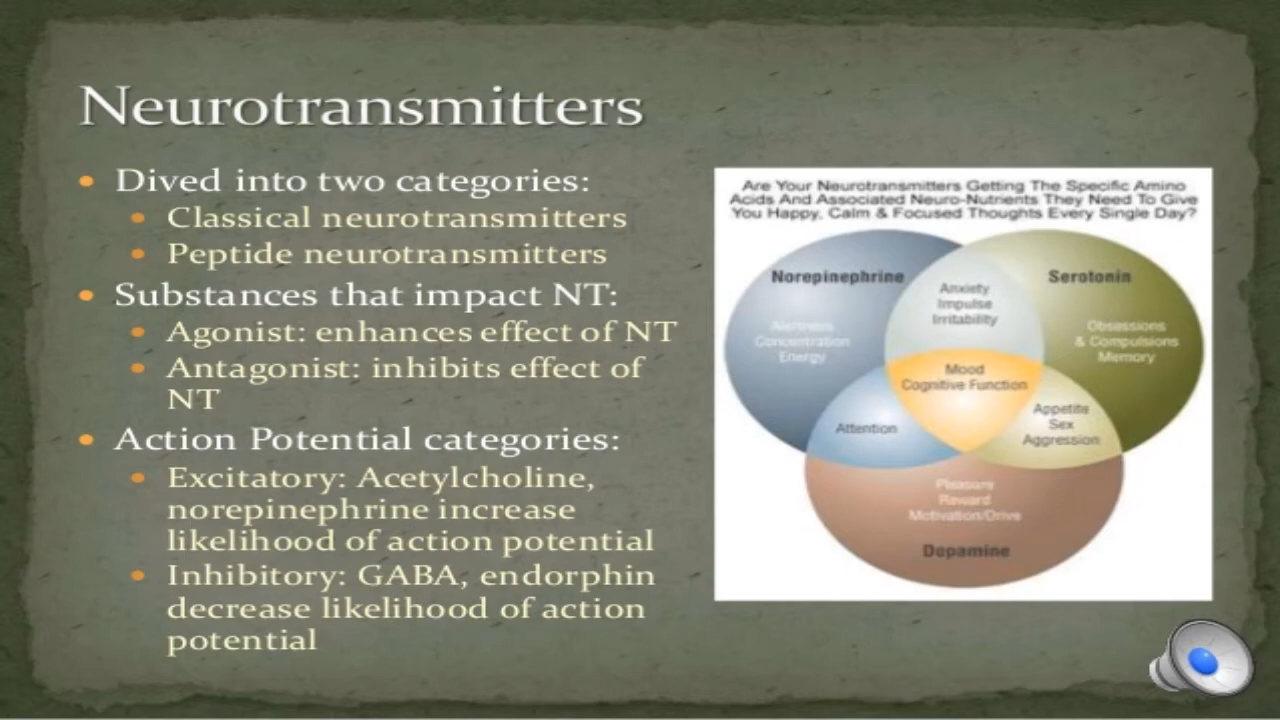 Neurotransmitters
Dived into two categories:
Classical neurotransmitters
Peptide neurotransmitters
Substances that impact NT:
Agonist: enhances effect of NT
Antagonist: inhibits effect of
NT
Action Potential categories:
Excitatory: Acetylcholine,
norepinephrine increase
likelihood of action potential
Inhibitory: GABA, endorphin
decrease likelihood of action
potential
Are Your Neurotransmitters Getting The Specific Amino
Acids And Associated Neuro-Nutrients They Need To Give
You Happy, Calm & Focused Thoughts Every Single Day?
Norepinephrine
Alertness
Concentration
Energy
Anxiety
Impulse
Irritability
Serotonin
Obsessions
& Compulsions
Memory
Mood
Cognitive Function
Attention
Appetite
Sex
Aggression
Pleasure
Reward
Motivation/Drive
Dopamine